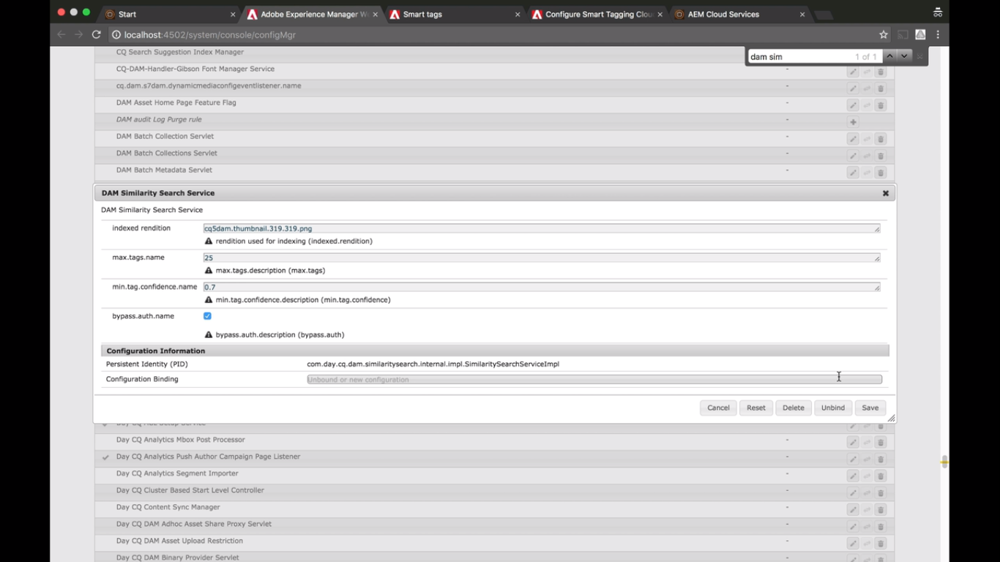 Start
Adobe Experience Manager W
Smart tags
Configure Smart Tagging Clou
AEM Cloud Services
localhost:4502/system/console/configMgr
dam sim 1 of 1
CQ Search Suggestion Index Manager
CQ-DAM-Handler-Gibson Font Manager Service -
cq.dam.s7dam.dynamicmediaconfigeventlistener.name -
DAM Asset Home Page Feature Flag -
DAM audit Log Purge rule -
DAM Batch Collection Servlet -
DAM Batch Collections Servlet -
DAM Batch Metadata Servlet -
DAM Similarity Search Service
DAM Similarity Search Service
indexed rendition cq5dam.thumbnail.319.319.png
rendition used for indexing (indexed.rendition)
max.tags.name 25
max.tags.description (max.tags)
min.tag.confidence.name 0.7
min.tag.confidence.description (min.tag.confidence)
bypass.auth.name
bypass.auth.description (bypass.auth)
Configuration Information
Persistent Identity (PID) com.day.cq.dam.similaritysearch.internal.impl.SimilaritySearchServiceImpl
Configuration Binding Unbound or new configuration
Cancel Reset Delete Unbind Save
Day CQ Analytics Mbox Post Processor -
Day CQ Analytics Push Author Campaign Page Listener -
Day CQ Analytics Segment Importer -
Day CQ Cluster Based Start Level Controller -
Day CQ Content Sync Manager -
Day CQ DAM Adhoc Asset Share Proxy Servlet -
Day CQ DAM Asset Upload Restriction -
Day CQ DAM Binary Provider Servlet -